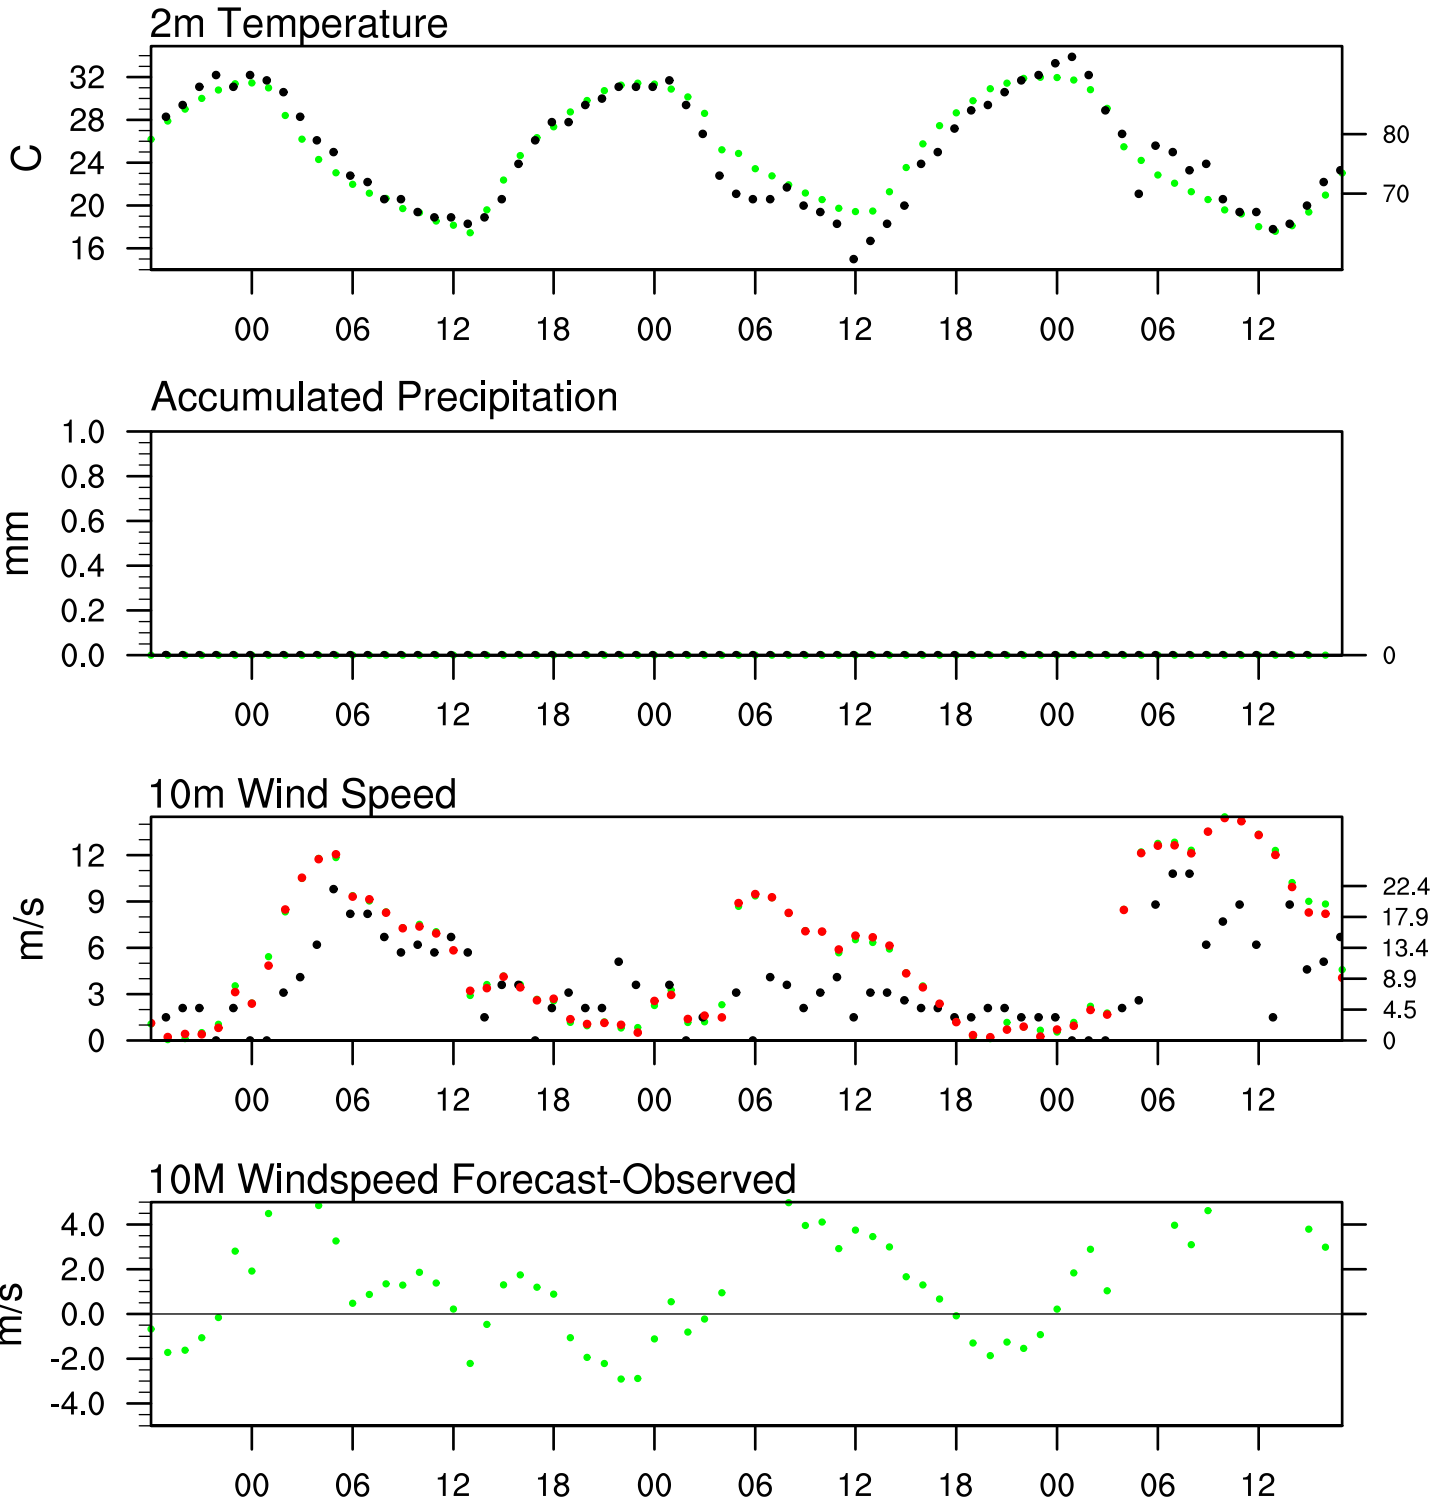 2m Temperature
32
28
24
20
16
C
80
70
00 06 12 18 00 06 12 18 00 06 12
Accumulated Precipitation
1.0
0.8
0.6
0.4
0.2
0.0
mm
0
00 06 12 18 00 06 12 18 00 06 12
10m Wind Speed
12
9
6
3
0
m/s
22.4
17.9
13.4
8.9
4.5
0
00 06 12 18 00 06 12 18 00 06 12
10M Windspeed Forecast-Observed
4.0
2.0
0.0
-2.0
-4.0
m/s
00 06 12 18 00 06 12 18 00 06 12